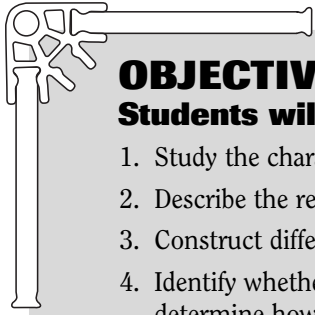 OBJECTIV
Students wil
1. Study the char
2. Describe the re
3. Construct diffe
4. Identify whethe
determine how